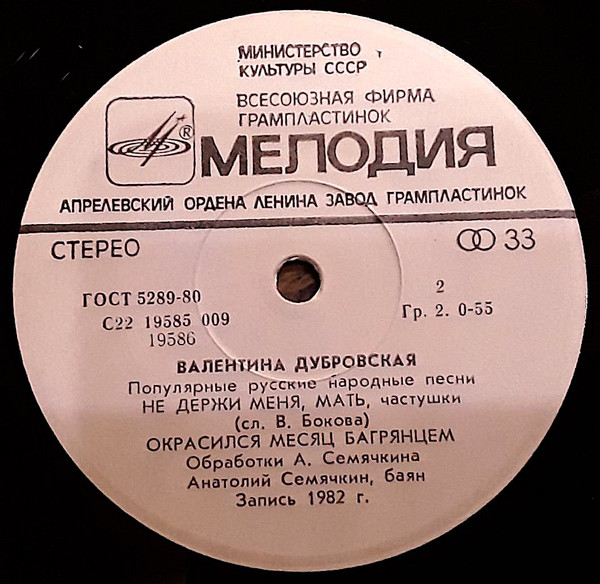 МИНИСТЕРСТВО
КУЛЬТУРЫ СССР
ВСЕСОЮЗНАЯ ФИРМА
ГРАМПЛАСТИНОК
®
МЕЛОДИЯ
АПРЕЛЕВСКИЙ ОРДЕНА ЛЕНИНА ЗАВОД ГРАМПЛАСТИНОК
СТЕРЕО 33
ГОСТ 5289-80 2
С22 19585 009 Гр. 2. 0-55
19586
ВАЛЕНТИНА ДУБРОВСКАЯ
Популярные русские народные песни
НЕ ДЕРЖИ МЕНЯ, МАТЬ, частушки
(сл. В. Бокова)
ОКРАСИЛСЯ МЕСЯЦ БАГРЯНЦЕМ
Обработки А. Семячкина
Анатолий Семячкин, баян
Запись 1982 г.